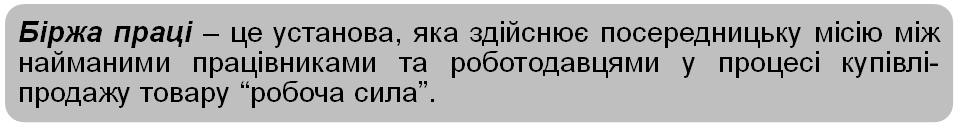 Біржа праці – це установа, яка здійснює посередницьку місію між
найманими працівниками та роботодавцями у процесі купівлі-
продажу товару “робоча сила”.